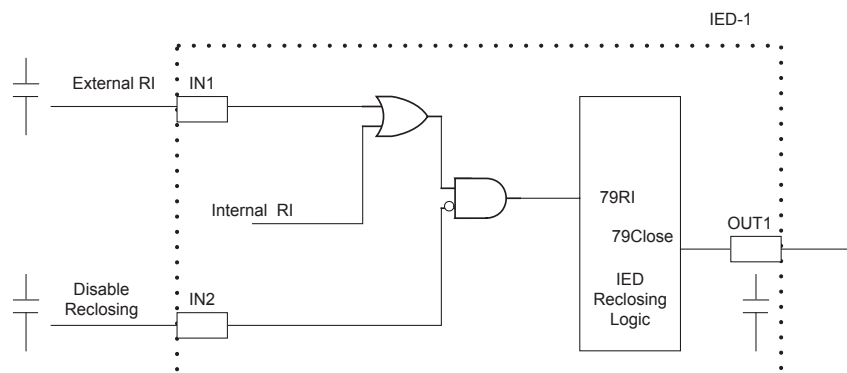 IED-1
External RI
IN1
Internal RI
79RI
79Close
OUT1
Disable
Reclosing
IN2
IED
Reclosing
Logic